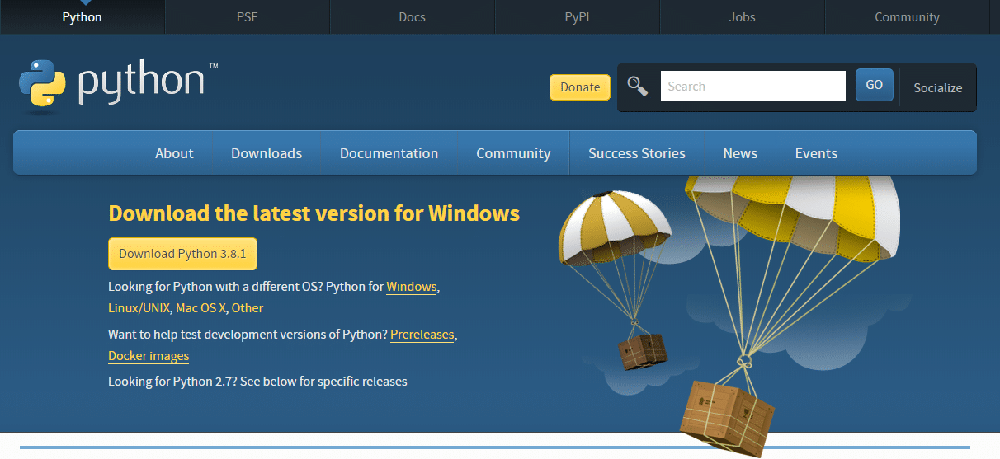 Python PSF Docs PyPI Jobs Community
python™
Donate Search GO Socialize
About Downloads Documentation Community Success Stories News Events
Download the latest version for Windows
Download Python 3.8.1
Looking for Python with a different OS? Python for Windows,
Linux/UNIX, Mac OS X, Other
Want to help test development versions of Python? Prereleases,
Docker images
Looking for Python 2.7? See below for specific releases